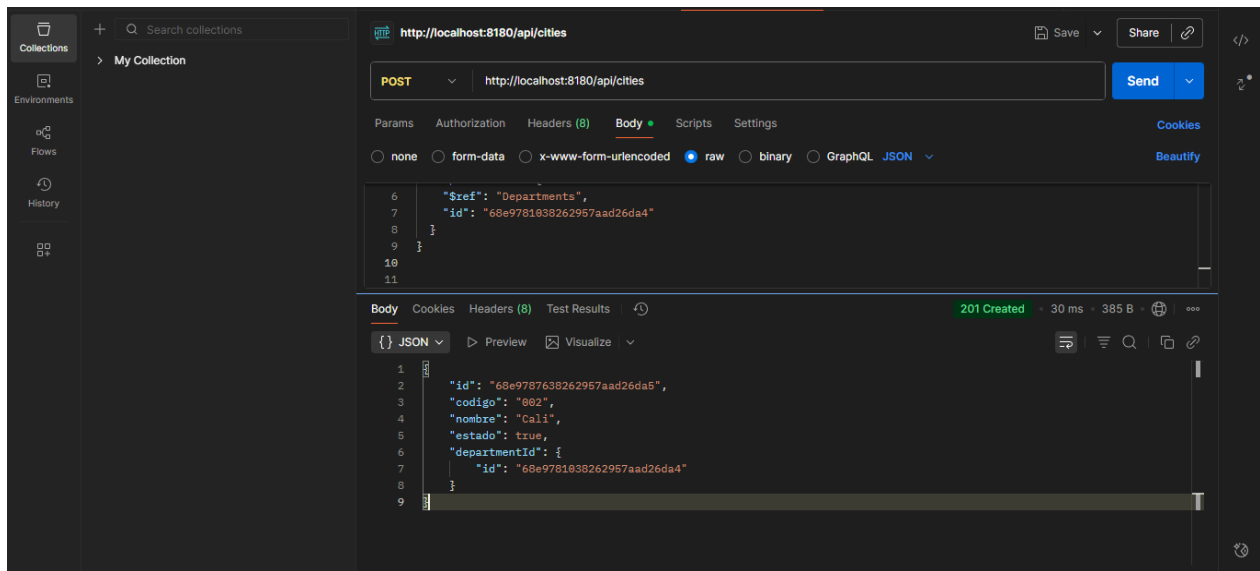 Collections
Environments
Flows
History
Search collections
My Collection
HTTP http://localhost:8180/api/cities
Save
Share
POST http://localhost:8180/api/cities
Send
Params Authorization Headers (8) Body Scripts Settings
Cookies
none form-data x-www-form-urlencoded raw binary GraphQL JSON
Beautify
6 "$ref": "Departments",
7 "id": "68e9781038262957aad26da4"
8 }
9 }
10
11
Body Cookies Headers (8) Test Results
201 Created 30 ms 385 B
{} JSON Preview Visualize
1 {
2 "id": "68e9787638262957aad26da5",
3 "codigo": "002",
4 "nombre": "Cali",
5 "estado": true,
6 "departmentId": {
7 "id": "68e9781038262957aad26da4"
8 }
9 }